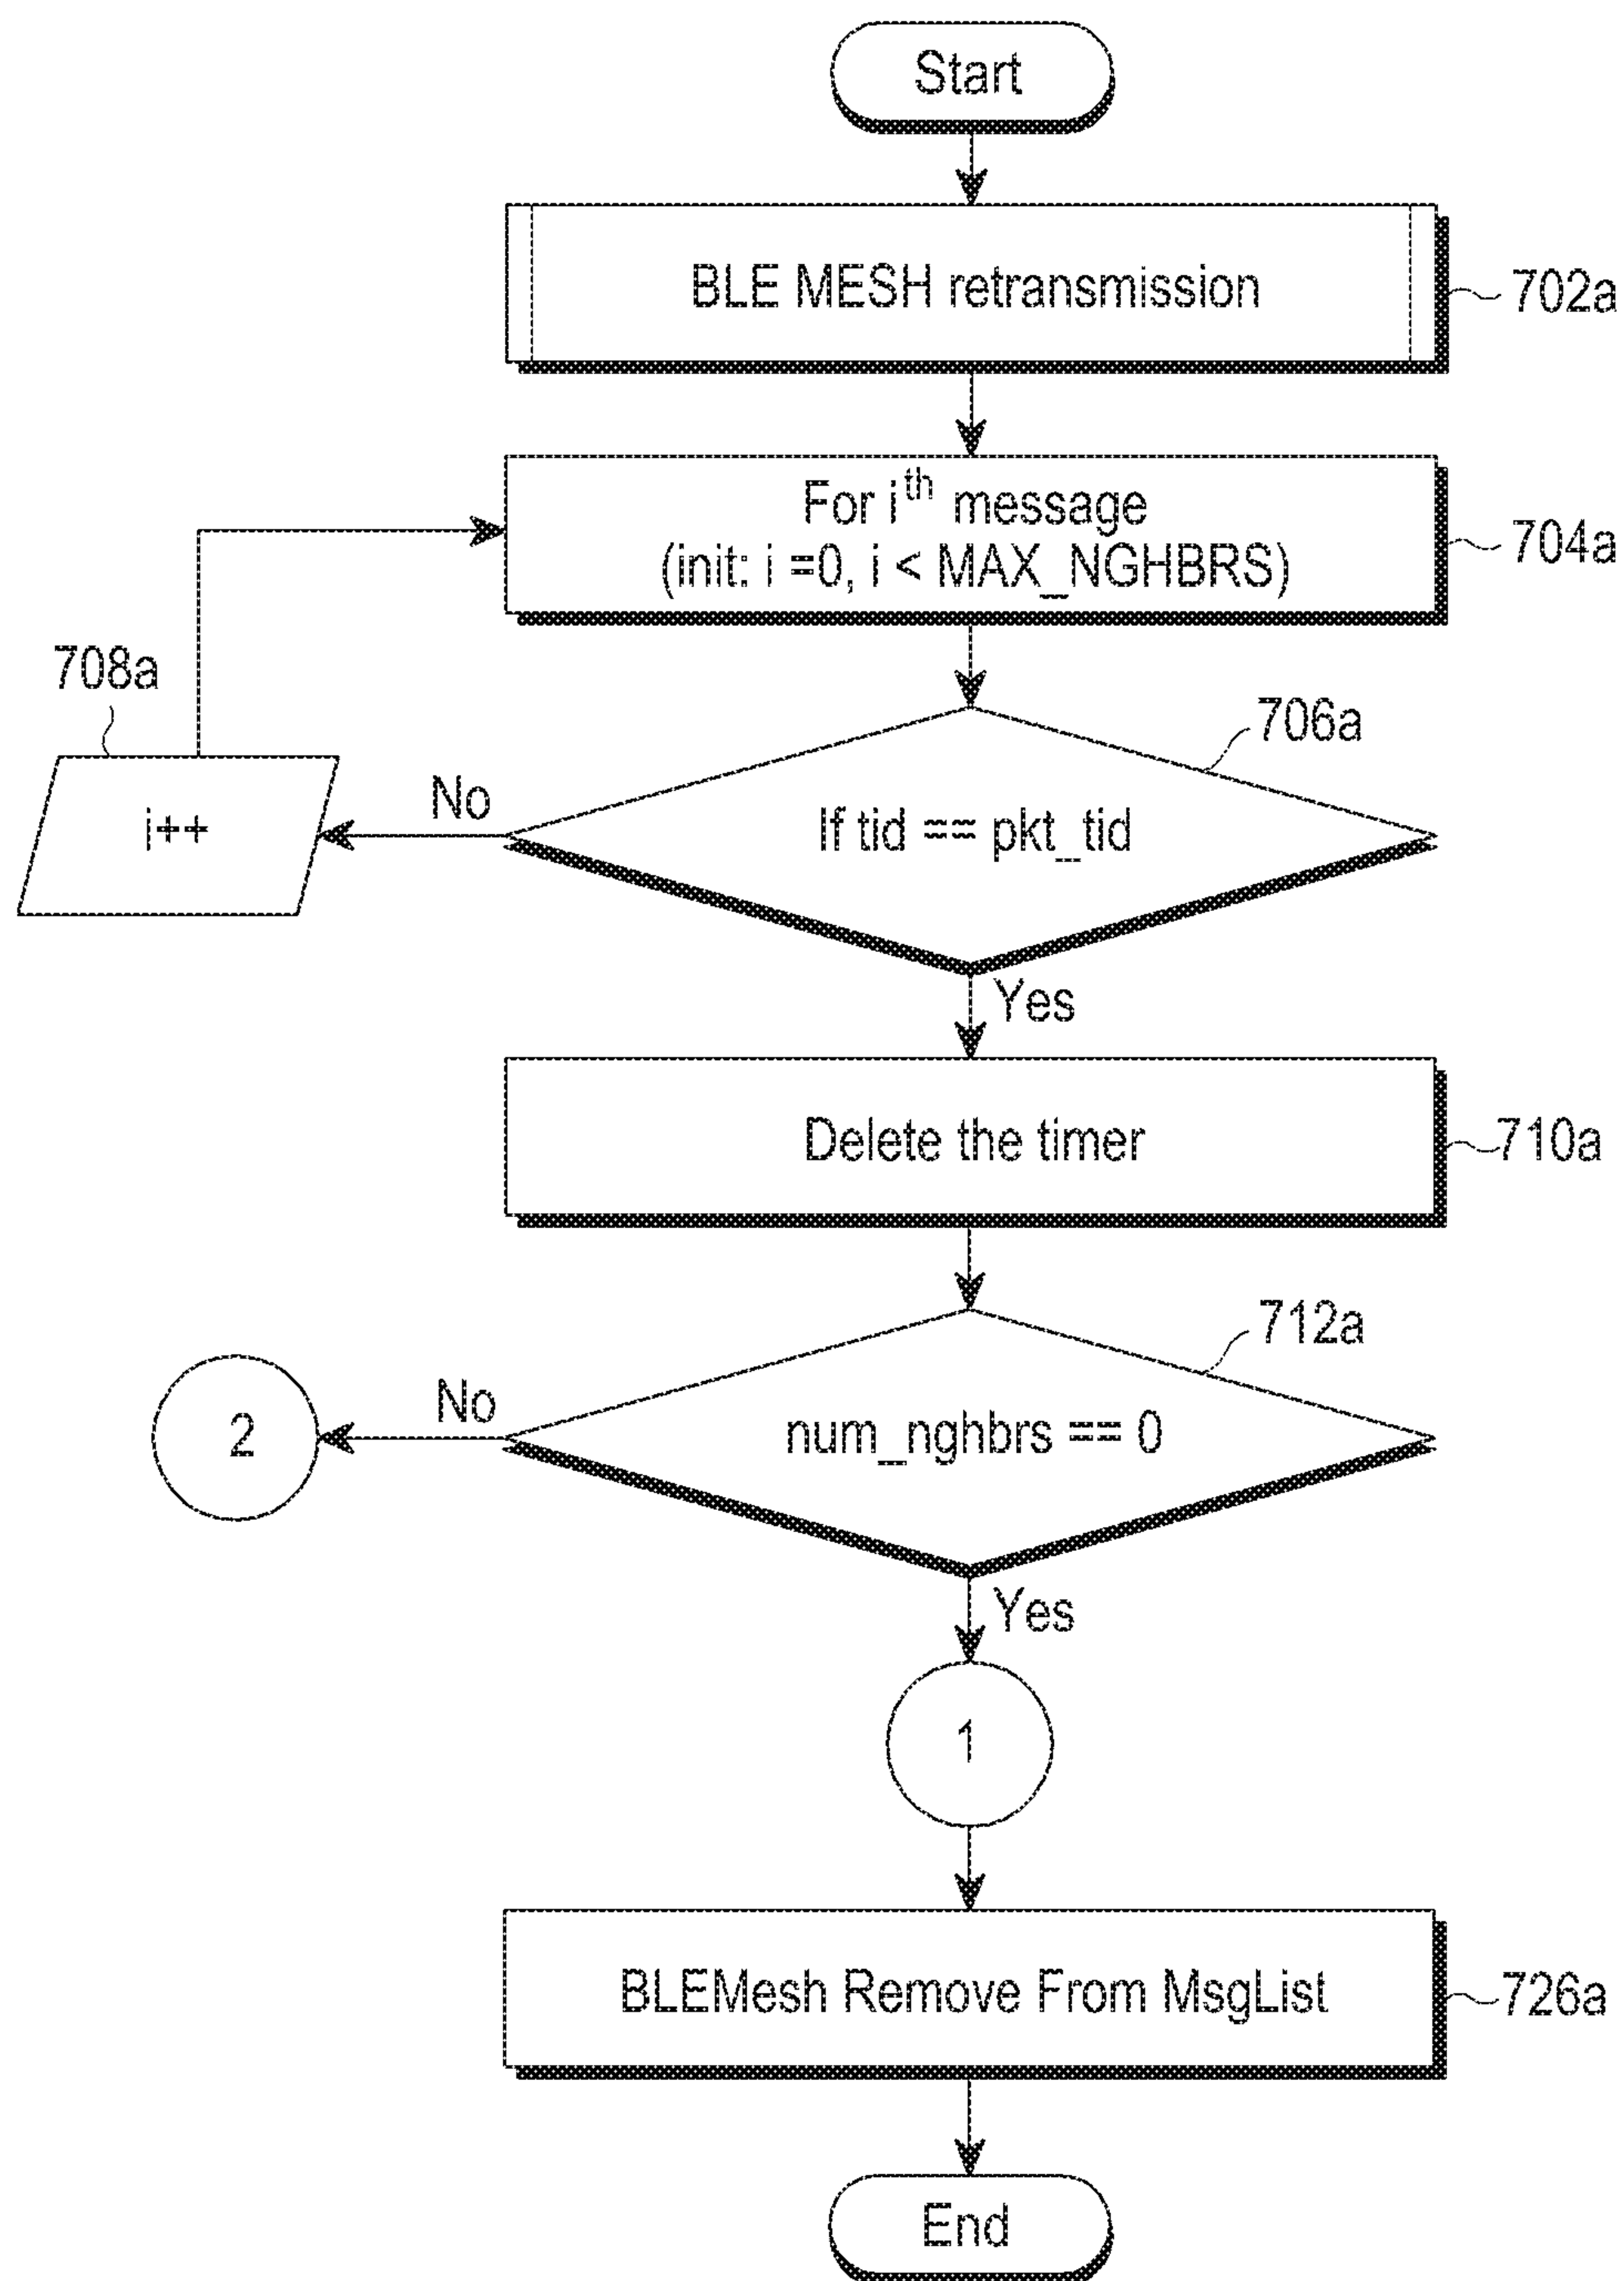 Start
BLE MESH retransmission
702a
For ith message
(init: i =0, i < MAX_NGHBRS)
704a
708a
i++
No
706a
If tid == pkt_tid
Yes
Delete the timer
710a
712a
2
No
num_nghbrs == 0
Yes
1
BLEMesh Remove From MsgList
726a
End